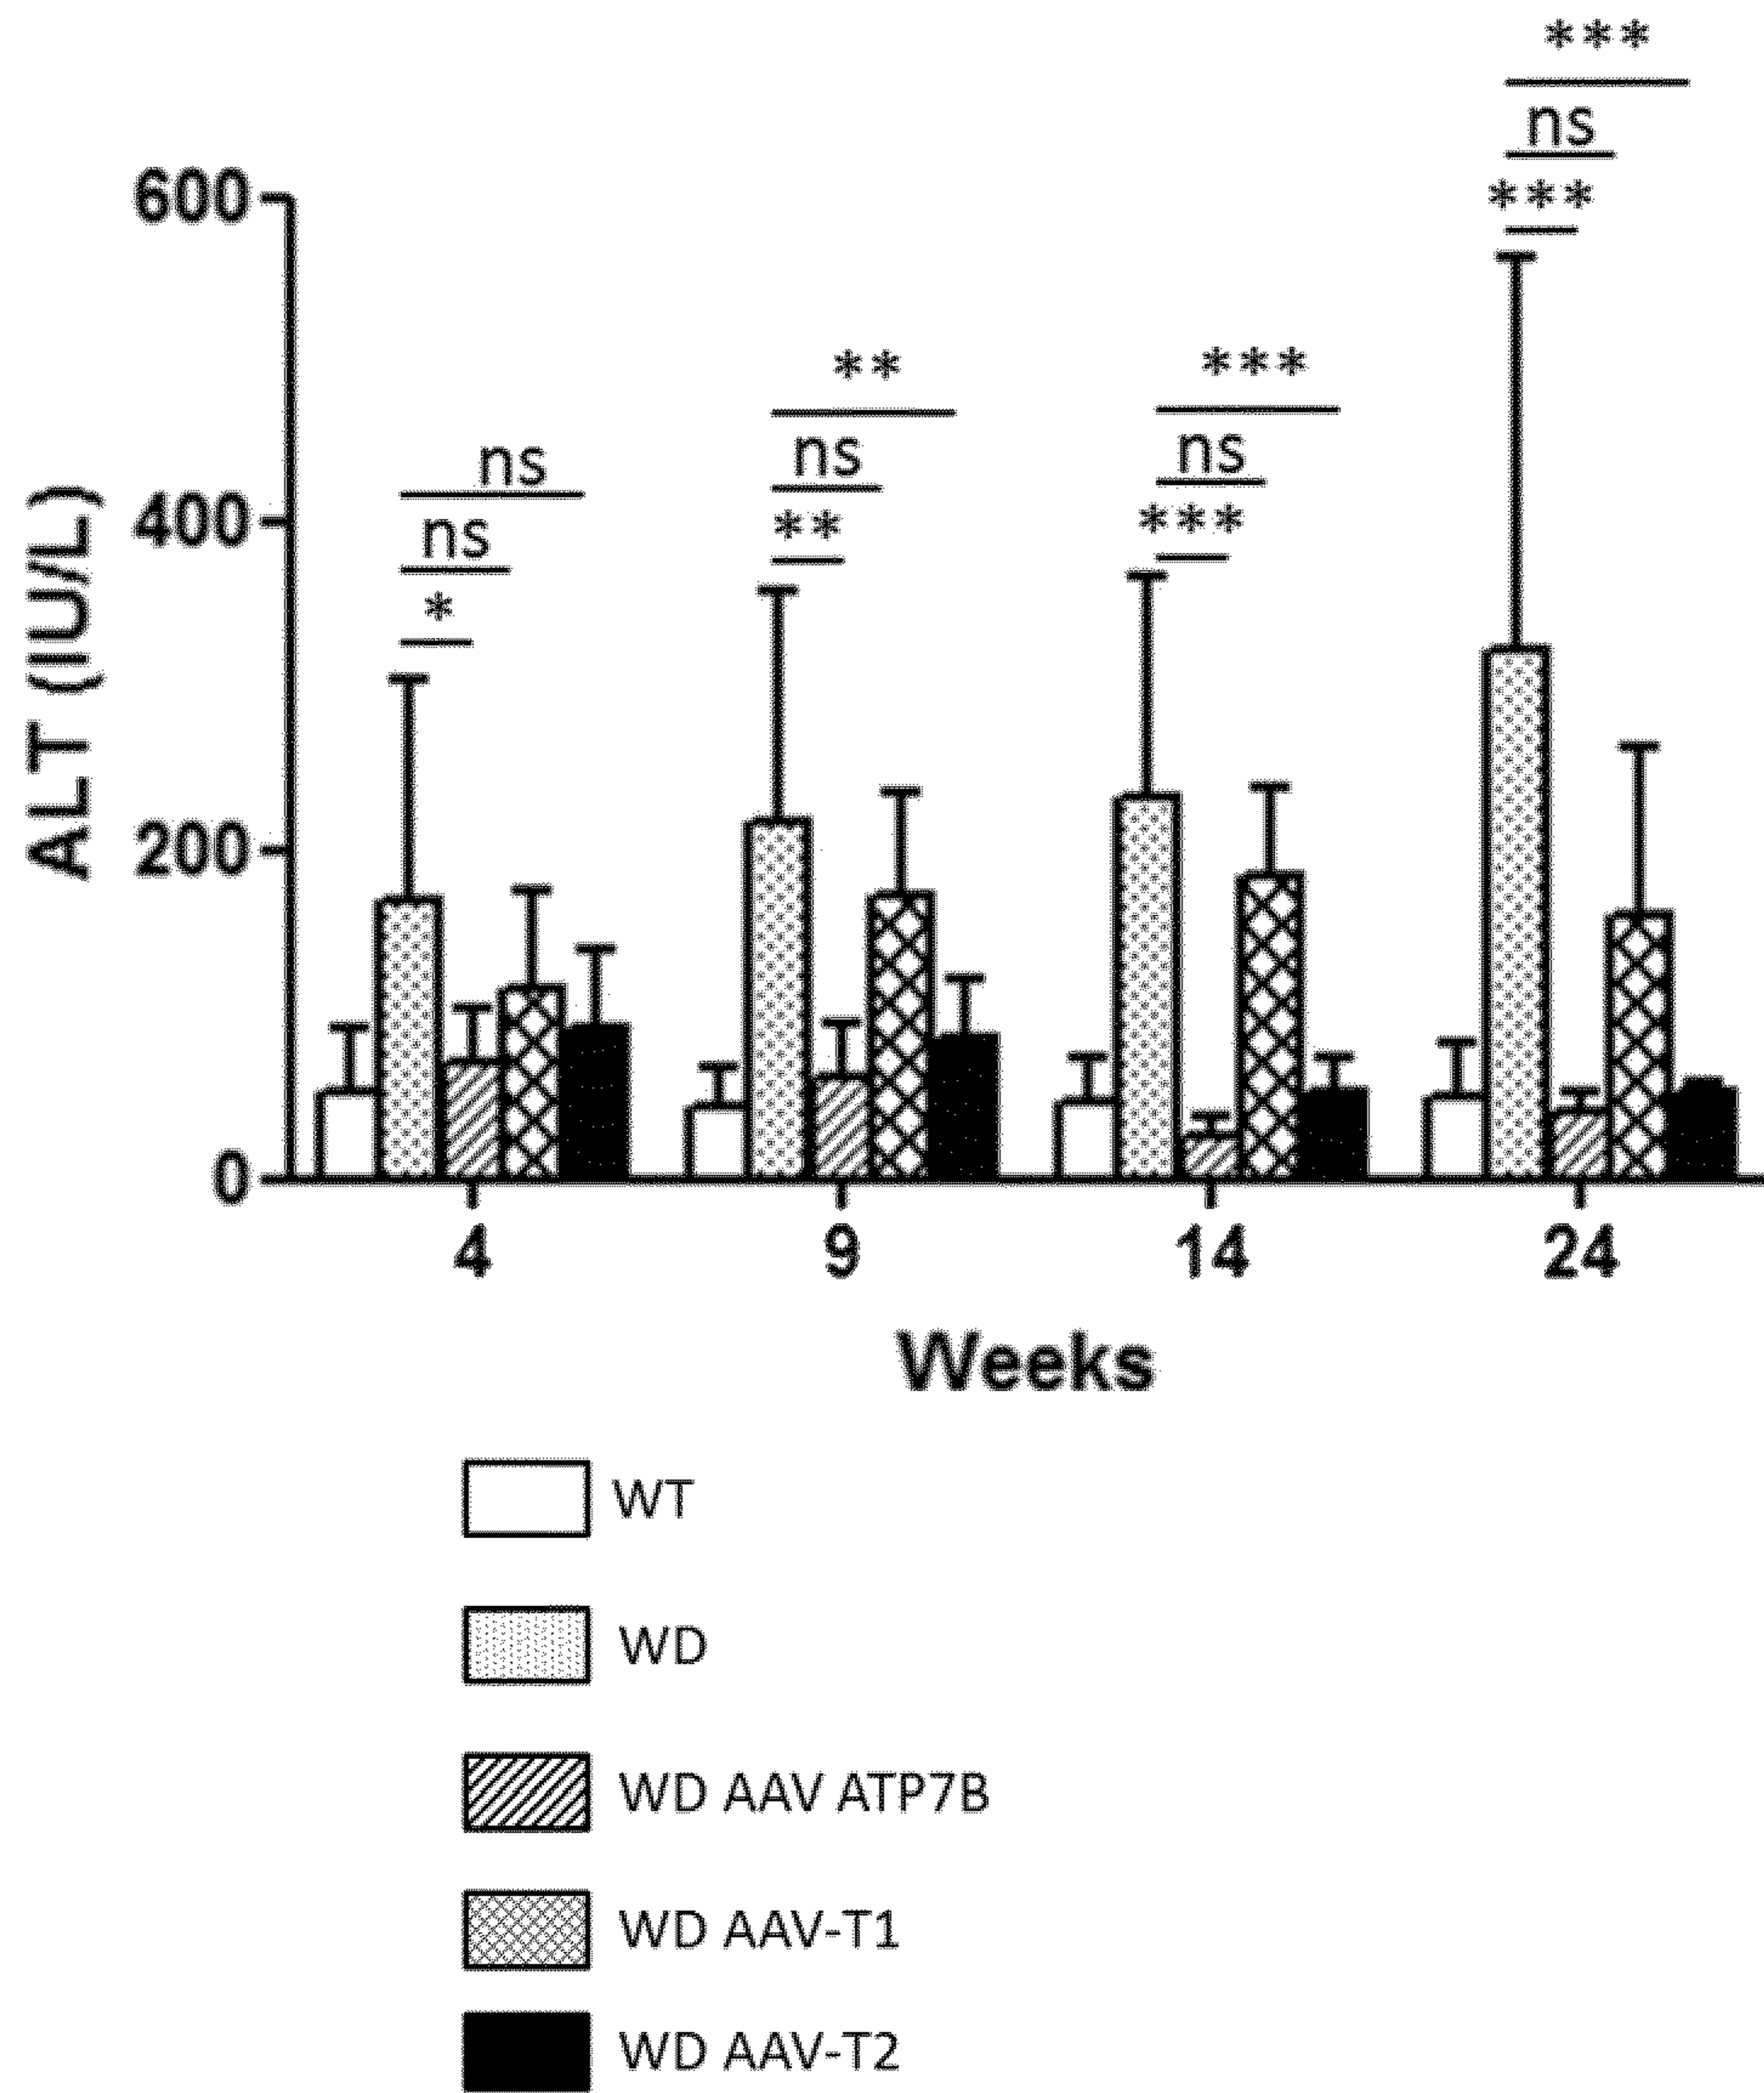 ***
ns
***
600
** ***
ns ns ns
400 ns ** ***
*
ALT (IU/L)
200
0
4 9 14 24
Weeks
WT
WD
WD AAV ATP7B
WD AAV-T1
WD AAV-T2